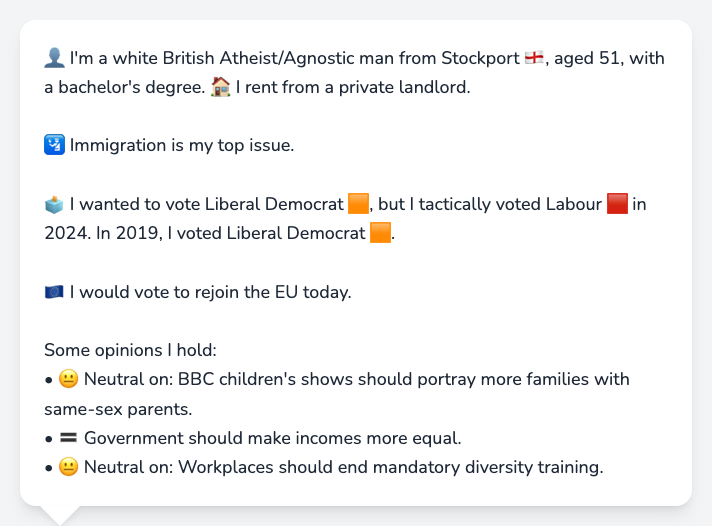 👤 I'm a white British Atheist/Agnostic man from Stockport 🏴󠁧󠁢󠁥󠁮󠁧󠁿, aged 51, with
a bachelor's degree. 🏠 I rent from a private landlord.
🛂 Immigration is my top issue.
🗳️ I wanted to vote Liberal Democrat 🟧, but I tactically voted Labour 🟥 in
2024. In 2019, I voted Liberal Democrat 🟧.
🇪🇺 I would vote to rejoin the EU today.
Some opinions I hold:
• 😐 Neutral on: BBC children's shows should portray more families with
same-sex parents.
• 🟰 Government should make incomes more equal.
• 😐 Neutral on: Workplaces should end mandatory diversity training.